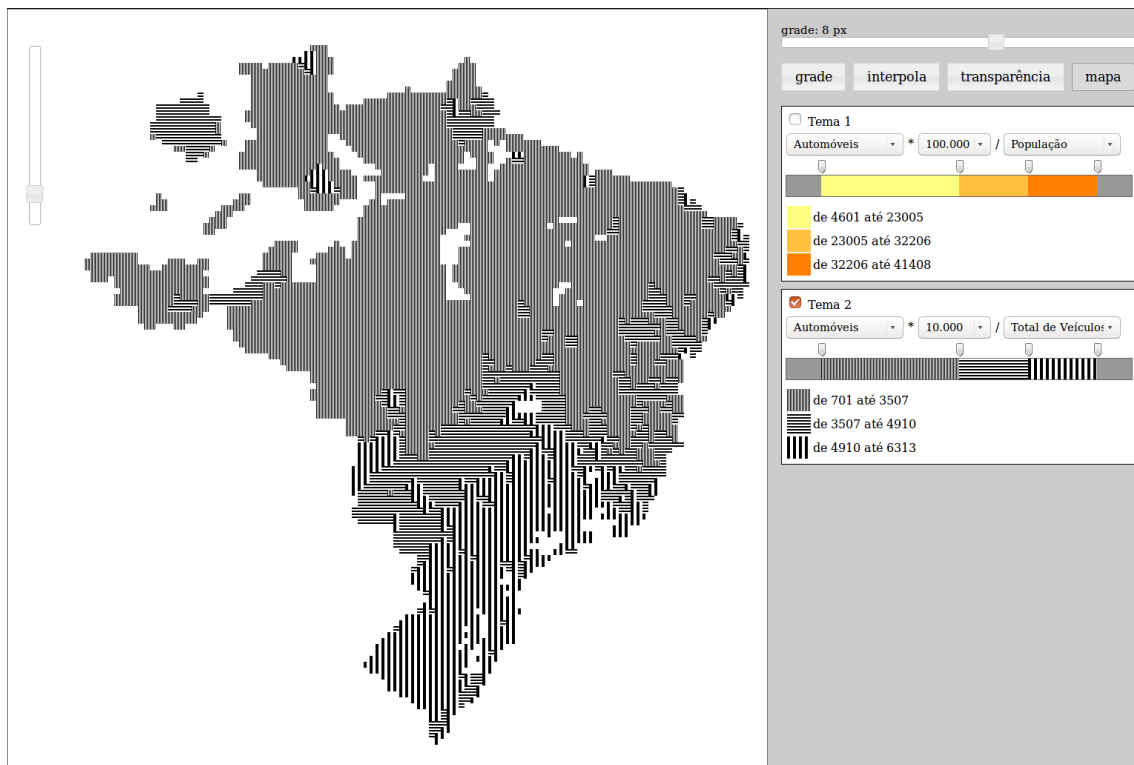 grade: 8 px
grade interpola transparência mapa
Tema 1
Automóveis * 100.000 / População
de 4601 até 23005
de 23005 até 32206
de 32206 até 41408
Tema 2
Automóveis * 10.000 / Total de Veículos
de 701 até 3507
de 3507 até 4910
de 4910 até 6313